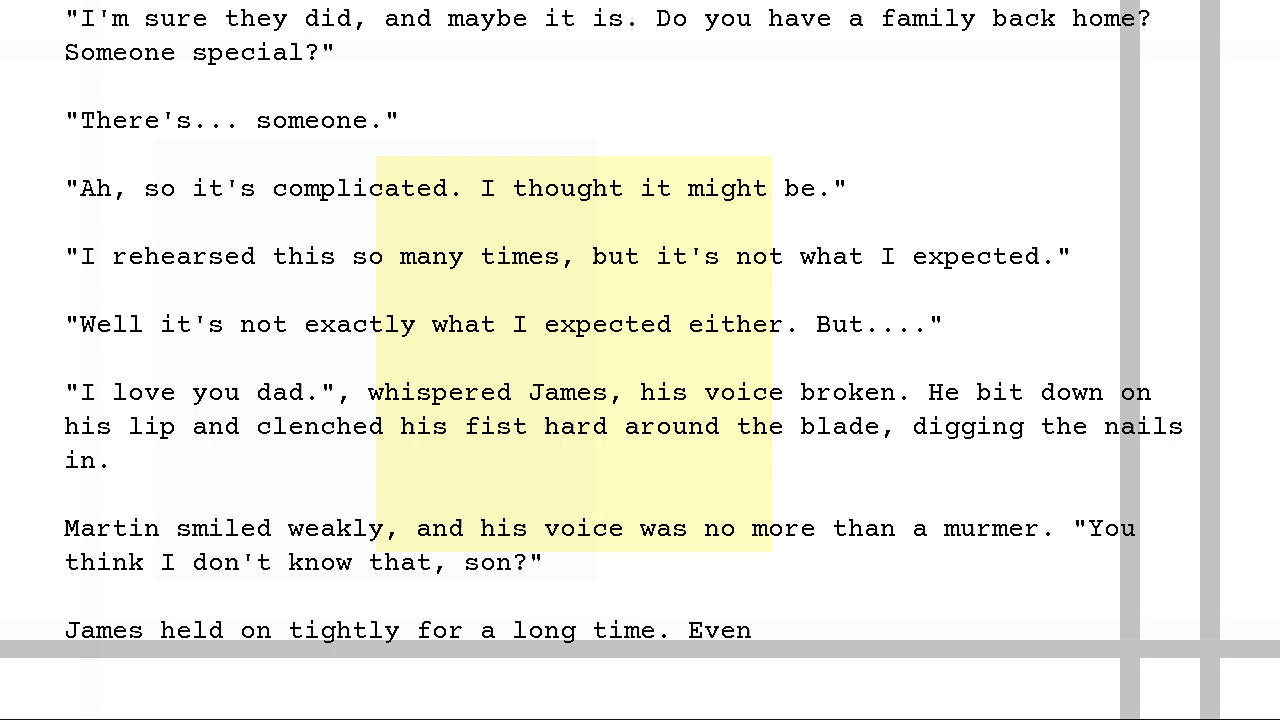 "I'm sure they did, and maybe it is. Do you have a family back home?
Someone special?"
"There's... someone."
"Ah, so it's complicated. I thought it might be."
"I rehearsed this so many times, but it's not what I expected."
"Well it's not exactly what I expected either. But...."
"I love you dad.", whispered James, his voice broken. He bit down on
his lip and clenched his fist hard around the blade, digging the nails
in.
Martin smiled weakly, and his voice was no more than a murmer. "You
think I don't know that, son?"
James held on tightly for a long time. Even